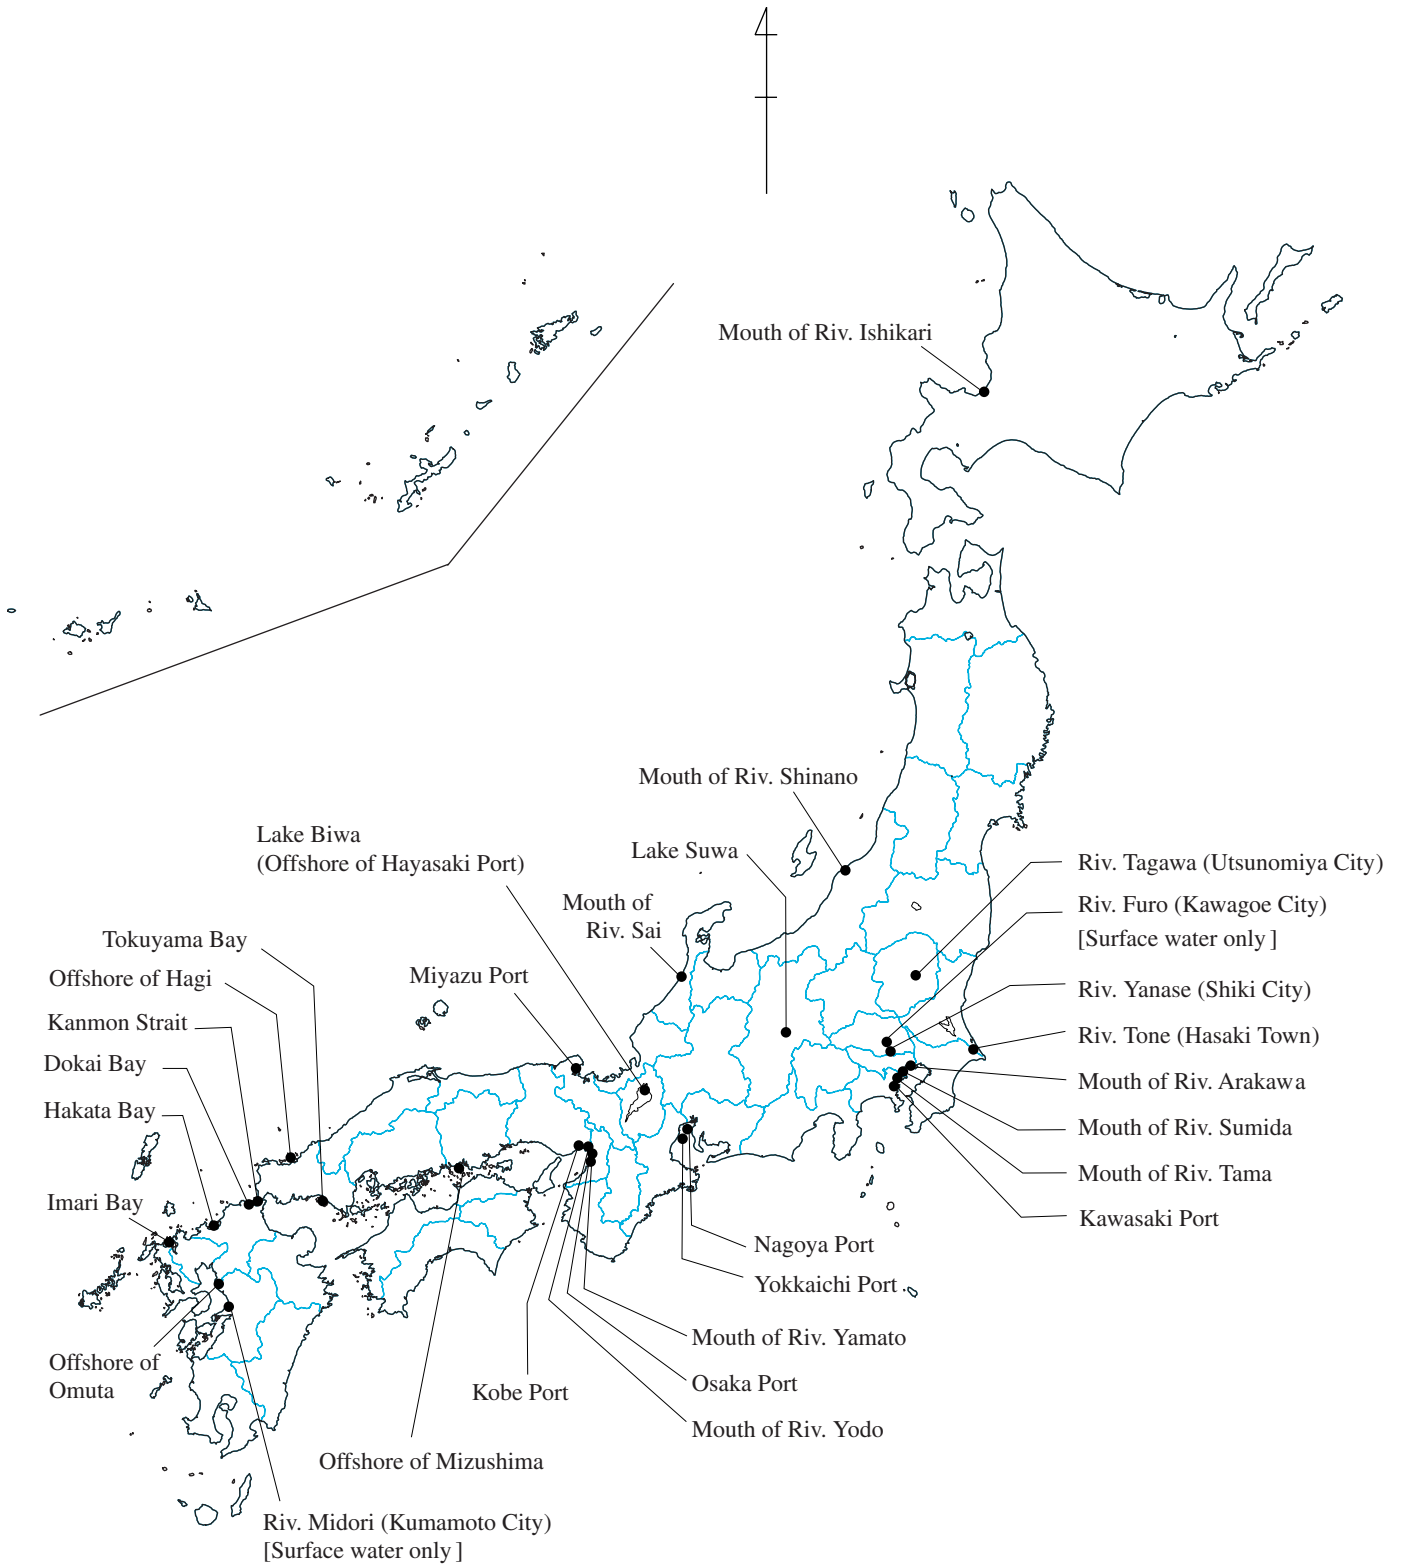 Mouth of Riv. Ishikari
Mouth of Riv. Shinano
Lake Biwa
(Offshore of Hayasaki Port)
Lake Suwa
Mouth of
Riv. Sai
Miyazu Port
Tokuyama Bay
Offshore of Hagi
Kanmon Strait
Dokai Bay
Hakata Bay
Imari Bay
Offshore of
Omuta
Riv. Midori (Kumamoto City)
[Surface water only]
Offshore of Mizushima
Kobe Port
Riv. Tagawa (Utsunomiya City)
Riv. Furo (Kawagoe City)
[Surface water only]
Riv. Yanase (Shiki City)
Riv. Tone (Hasaki Town)
Mouth of Riv. Arakawa
Mouth of Riv. Sumida
Mouth of Riv. Tama
Kawasaki Port
Nagoya Port
Yokkaichi Port
Mouth of Riv. Yamato
Osaka Port
Mouth of Riv. Yodo